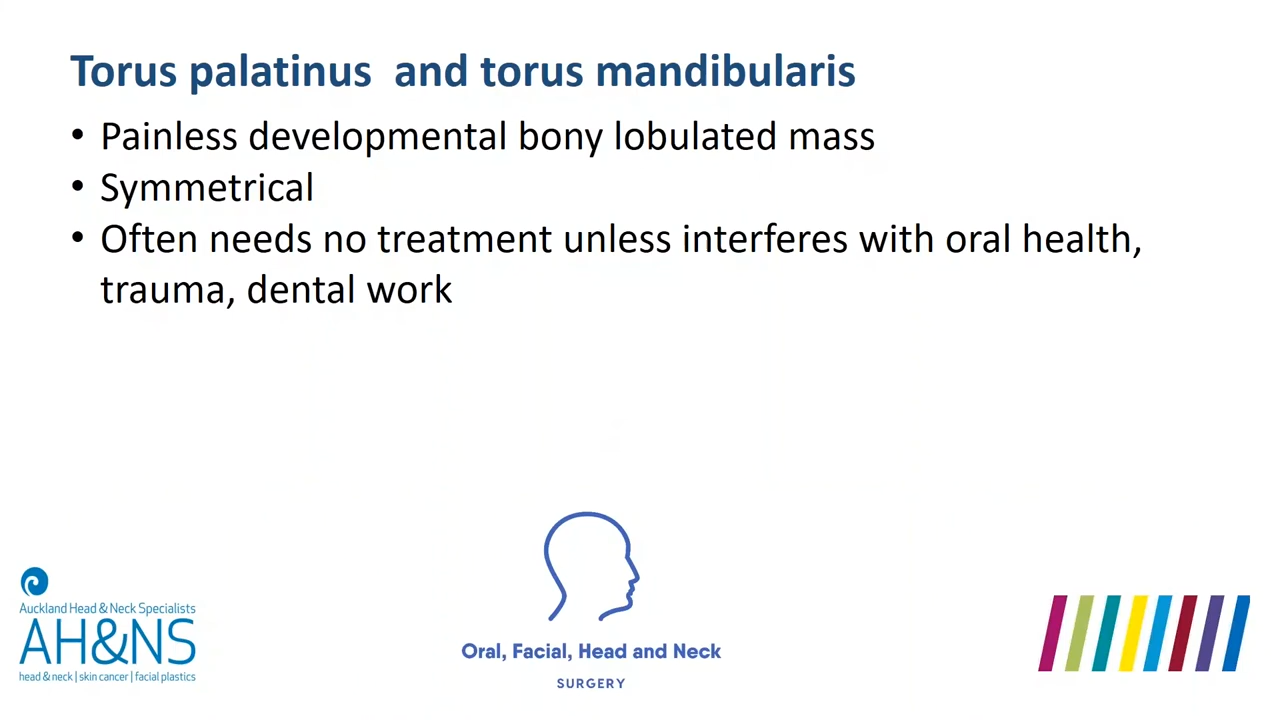 Torus palatinus  and torus mandibularis
• Painless developmental bony lobulated mass
• Symmetrical
• Often needs no treatment unless interferes with oral health,
trauma, dental work
Auckland Head & Neck Specialists
AH&NS
head & neck | skin cancer | facial plastics
Oral, Facial, Head and Neck
SURGERY